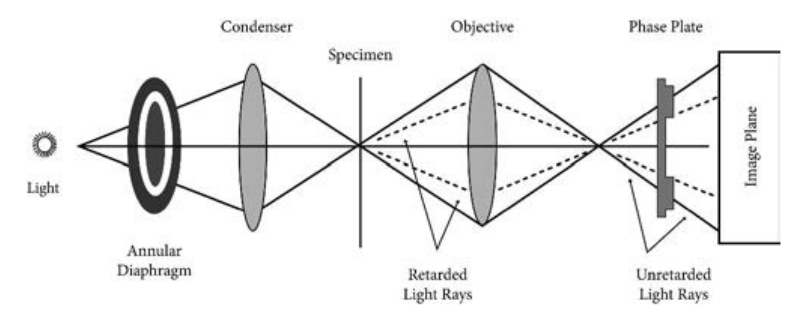 Condenser
Objective
Phase Plate
Specimen
Light
Image Plane
Annular
Diaphragm
Retarded
Light Rays
Unretarded
Light Rays